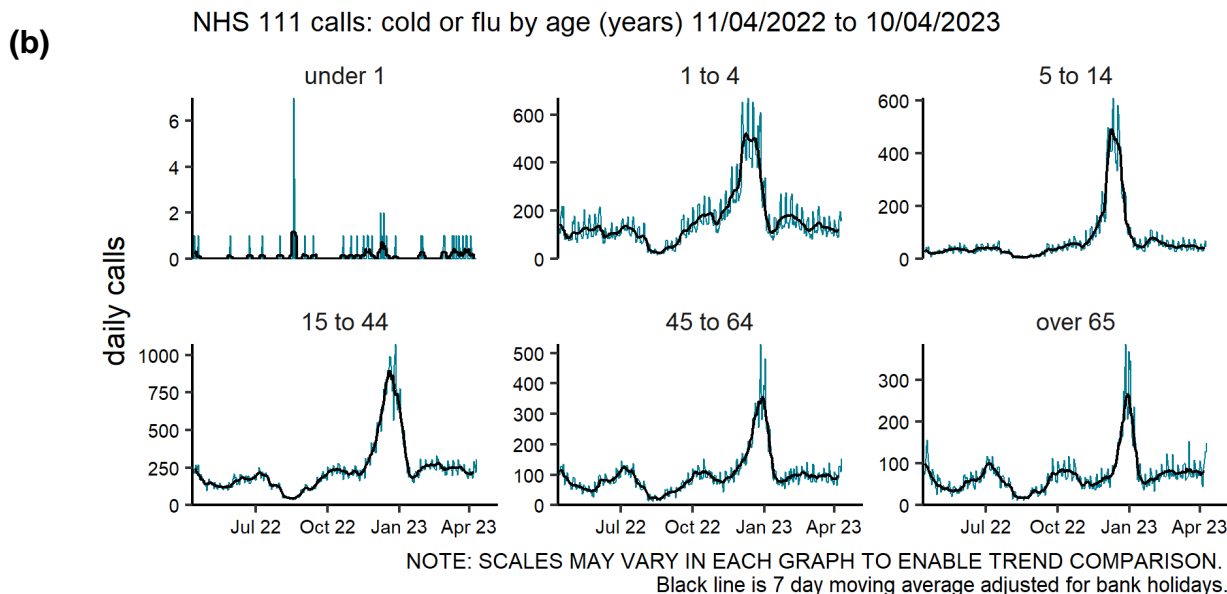 (b)
NHS 111 calls: cold or flu by age (years) 11/04/2022 to 10/04/2023
daily calls
under 1
6
4
2
0
1 to 4
600
400
200
0
5 to 14
600
400
200
0
15 to 44
1000
750
500
250
0
Jul 22 Oct 22 Jan 23 Apr 23
45 to 64
500
400
300
200
100
0
Jul 22 Oct 22 Jan 23 Apr 23
over 65
300
200
100
0
Jul 22 Oct 22 Jan 23 Apr 23
NOTE: SCALES MAY VARY IN EACH GRAPH TO ENABLE TREND COMPARISON.
Black line is 7 day moving average adjusted for bank holidays.